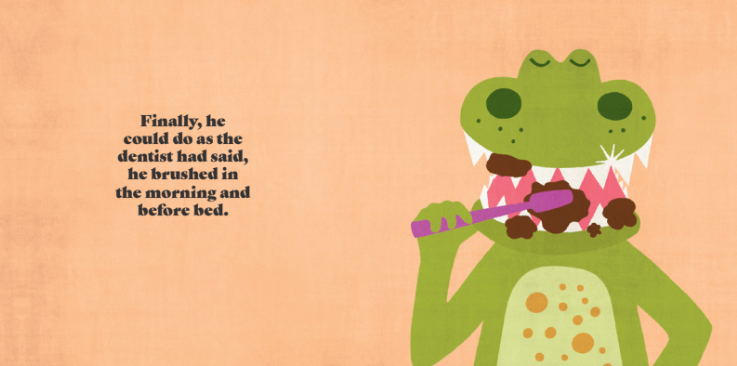 Finally, he
could do as the
dentist had said,
he brushed in
the morning and
before bed.